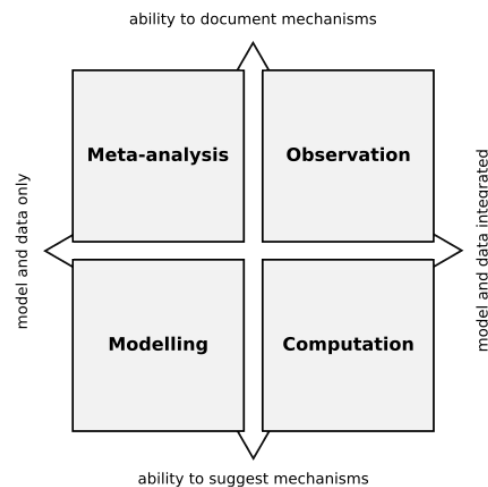 ability to document mechanisms
Meta-analysis
Observation
model and data only
model and data integrated
Modelling
Computation
ability to suggest mechanisms